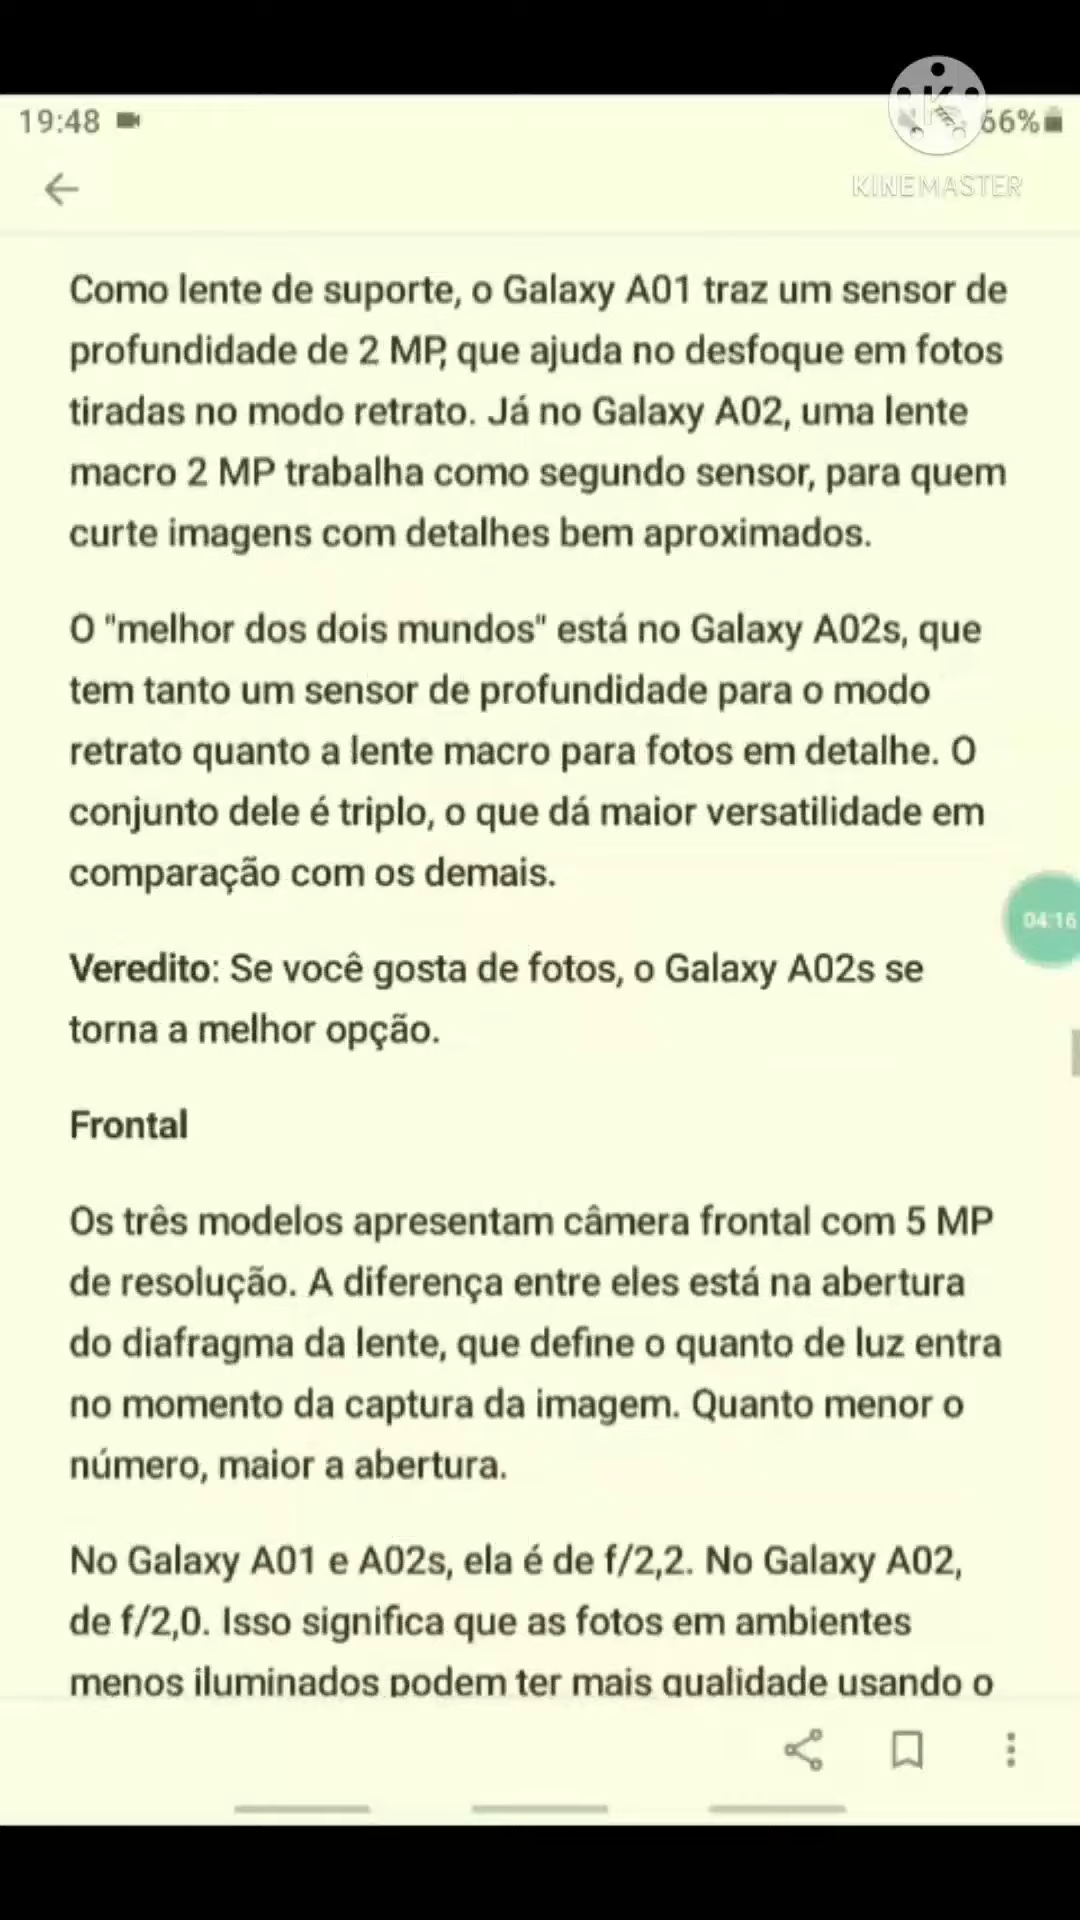 19:48
66%
KINEMASTER
Como lente de suporte, o Galaxy A01 traz um sensor de
profundidade de 2 MP, que ajuda no desfoque em fotos
tiradas no modo retrato. Já no Galaxy A02, uma lente
macro 2 MP trabalha como segundo sensor, para quem
curte imagens com detalhes bem aproximados.
O "melhor dos dois mundos" está no Galaxy A02s, que
tem tanto um sensor de profundidade para o modo
retrato quanto a lente macro para fotos em detalhe. O
conjunto dele é triplo, o que dá maior versatilidade em
comparação com os demais.
04:16
Veredito: Se você gosta de fotos, o Galaxy A02s se
torna a melhor opção.
Frontal
Os três modelos apresentam câmera frontal com 5 MP
de resolução. A diferença entre eles está na abertura
do diafragma da lente, que define o quanto de luz entra
no momento da captura da imagem. Quanto menor o
número, maior a abertura.
No Galaxy A01 e A02s, ela é de f/2,2. No Galaxy A02,
de f/2,0. Isso significa que as fotos em ambientes
menos iluminados podem ter mais qualidade usando o